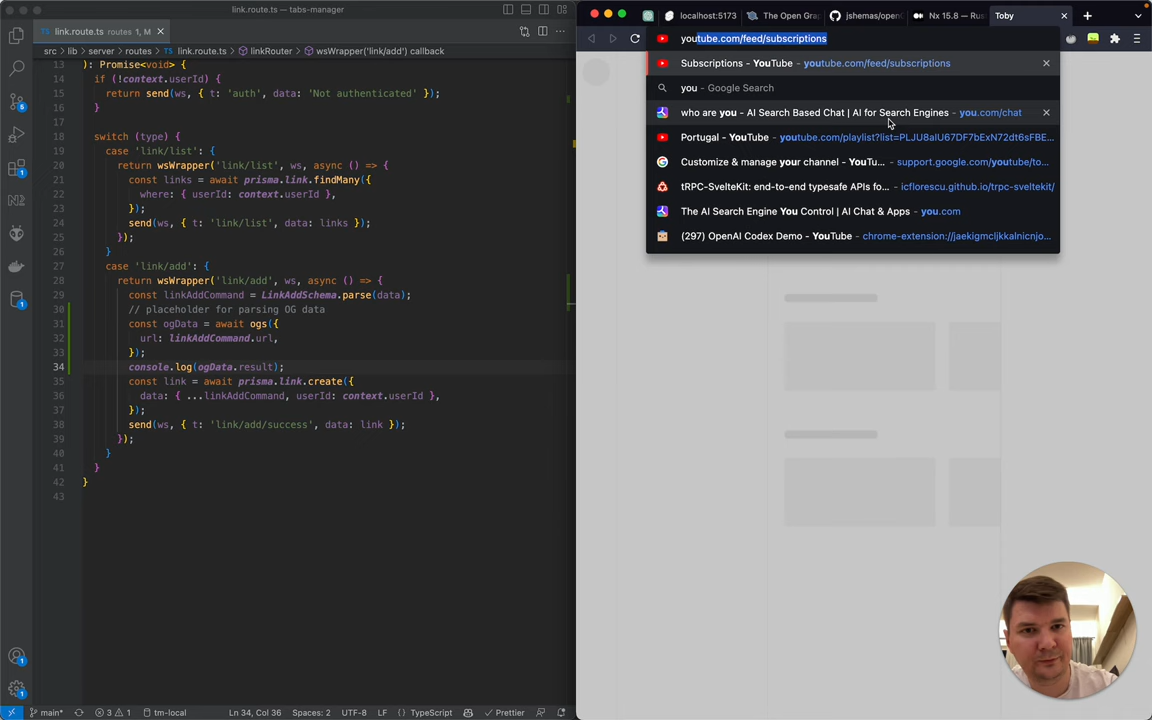 link.route.ts — tabs-manager
link.route.ts routes 1, M
src > lib > server > routes > link.route.ts > linkRouter > wsWrapper('link/add') callback
13 ): Promise<void> {
14 if (!context.userId) {
15 return send(ws, { t: 'auth', data: 'Not authenticated' });
16 }
17
18 switch (type) {
19 case 'link/list': {
20 return wsWrapper('link/list', ws, async () => {
21 const links = await prisma.link.findMany({
22 where: { userId: context.userId },
23 });
24 send(ws, { t: 'link/list', data: links });
25 });
26 }
27 case 'link/add': {
28 return wsWrapper('link/add', ws, async () => {
29 const linkAddCommand = LinkAddSchema.parse(data);
30 // placeholder for parsing OG data
31 const ogData = await ogs({
32 url: linkAddCommand.url,
33 });
34 console.log(ogData.result);
35 const link = await prisma.link.create({
36 data: { ...linkAddCommand, userId: context.userId },
37 });
38 send(ws, { t: 'link/add/success', data: link });
39 });
40 }
41 }
42 }
43
5
1
1
1
1
main* 3 1 tm-local Ln 34, Col 36 Spaces: 2 UTF-8 LF TypeScript Prettier
localhost:5173 The Open Gra jshemas/open Nx 15.8 — Rus Toby
youtube.com/feed/subscriptions
Subscriptions - YouTube - youtube.com/feed/subscriptions
you - Google Search
who are you - AI Search Based Chat | AI for Search Engines - you.com/chat
Portugal - YouTube - youtube.com/playlist?list=PLJU8aIU67DF7bExN72dt6sFBE...
Customize & manage your channel - YouTu... - support.google.com/youtube/to...
tRPC-SvelteKit: end-to-end typesafe APIs fo... - icflorescu.github.io/trpc-sveltekit/
The AI Search Engine You Control | AI Chat & Apps - you.com
(297) OpenAI Codex Demo - YouTube - chrome-extension://jaekigmcljkkalnicnjo...